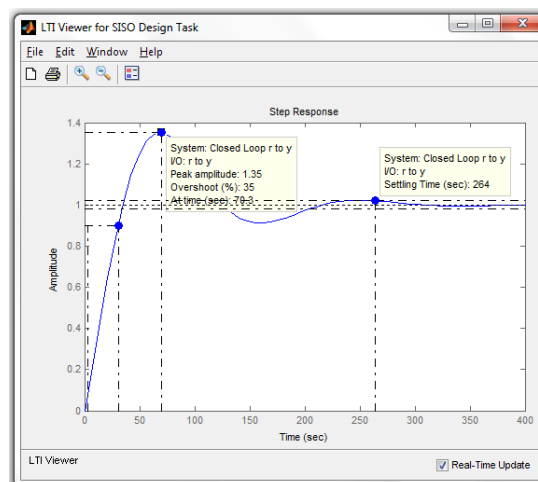 LTI Viewer for SISO Design Task
File Edit Window Help
Step Response
System: Closed Loop r to y
I/O: r to y
Peak amplitude: 1.35
Overshoot (%): 35
At time (sec): 70.3
System: Closed Loop r to y
I/O: r to y
Settling Time (sec): 264
Amplitude
1.4
1.2
1
0.8
0.6
0.4
0.2
0
0 50 100 150 200 250 300 350 400
Time (sec)
LTI Viewer
Real-Time Update